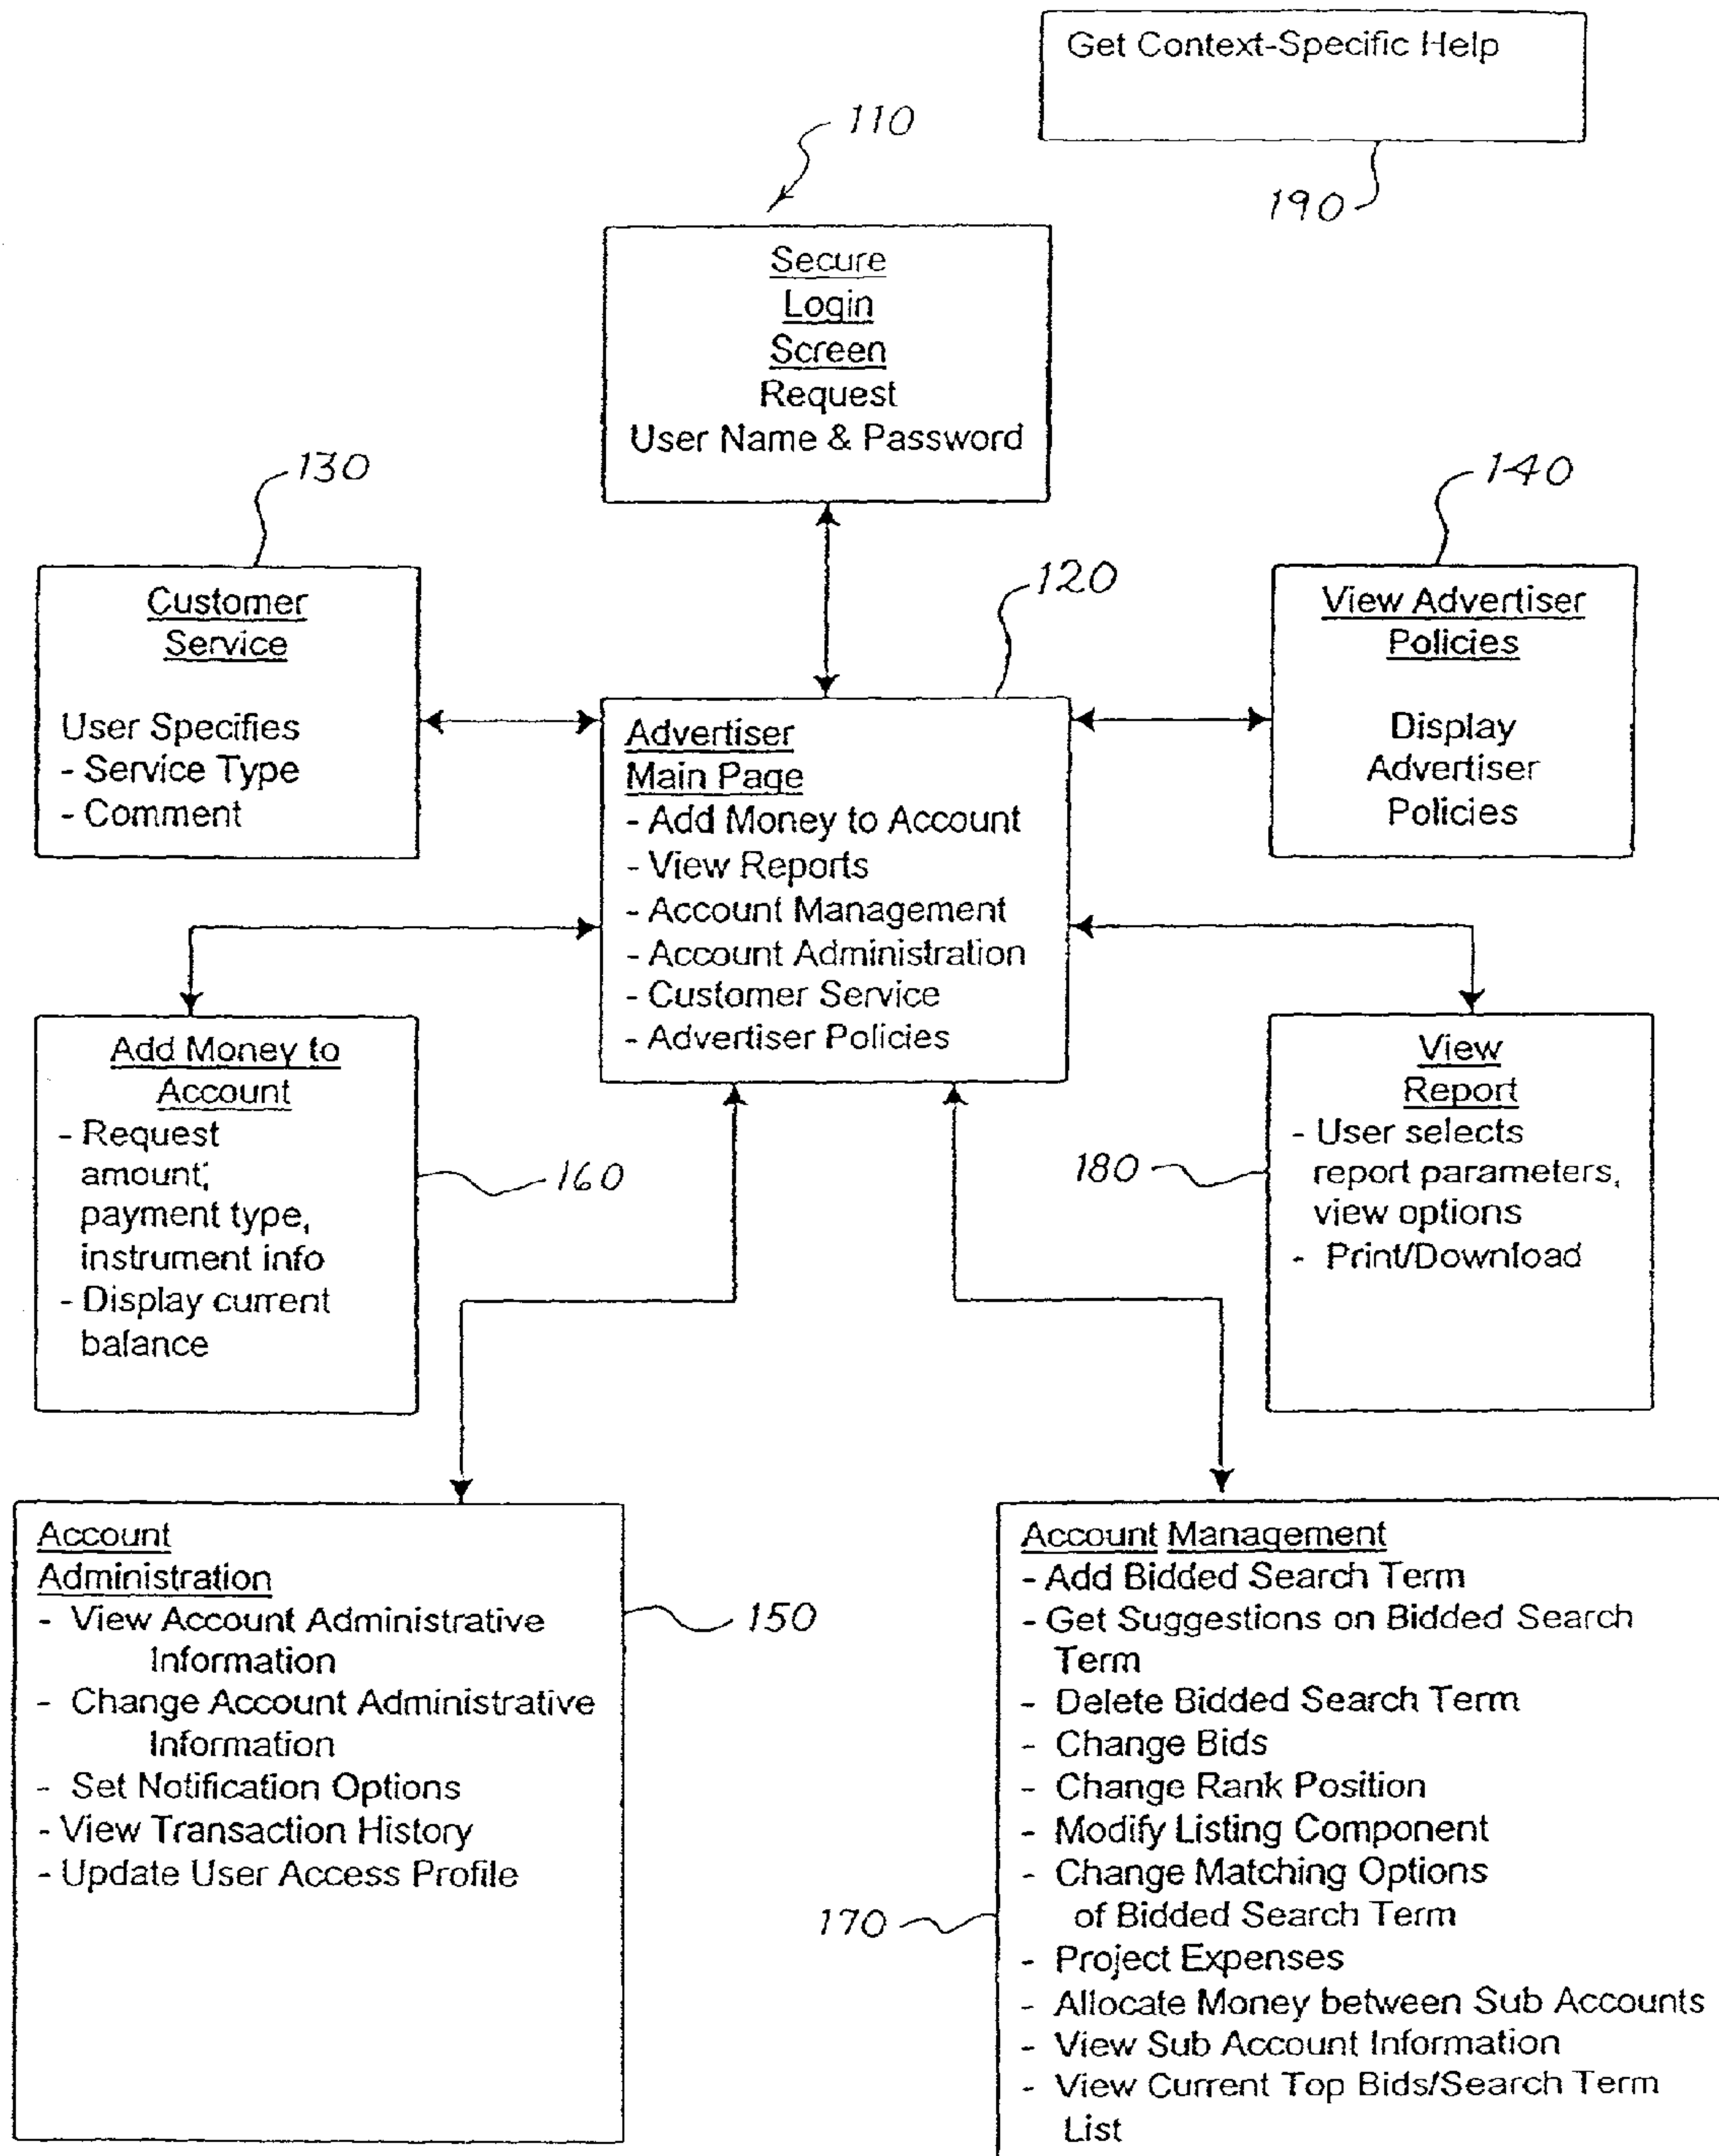 Get Context-Specific Help
190
110
Secure
Login
Screen
Request
User Name & Password
130
Customer
Service
User Specifies
- Service Type
- Comment
120
Advertiser
Main Page
- Add Money to Account
- View Reports
- Account Management
- Account Administration
- Customer Service
- Advertiser Policies
140
View Advertiser
Policies
Display
Advertiser
Policies
Add Money to
Account
- Request
amount;
payment type,
instrument info
- Display current
balance
160
180
View
Report
- User selects
report parameters,
view options
- Print/Download
Account
Administration
- View Account Administrative
Information
- Change Account Administrative
Information
- Set Notification Options
- View Transaction History
- Update User Access Profile
150
170
Account Management
- Add Bidded Search Term
- Get Suggestions on Bidded Search
Term
- Delete Bidded Search Term
- Change Bids
- Change Rank Position
- Modify Listing Component
- Change Matching Options
of Bidded Search Term
- Project Expenses
- Allocate Money between Sub Accounts
- View Sub Account Information
- View Current Top Bids/Search Term
List